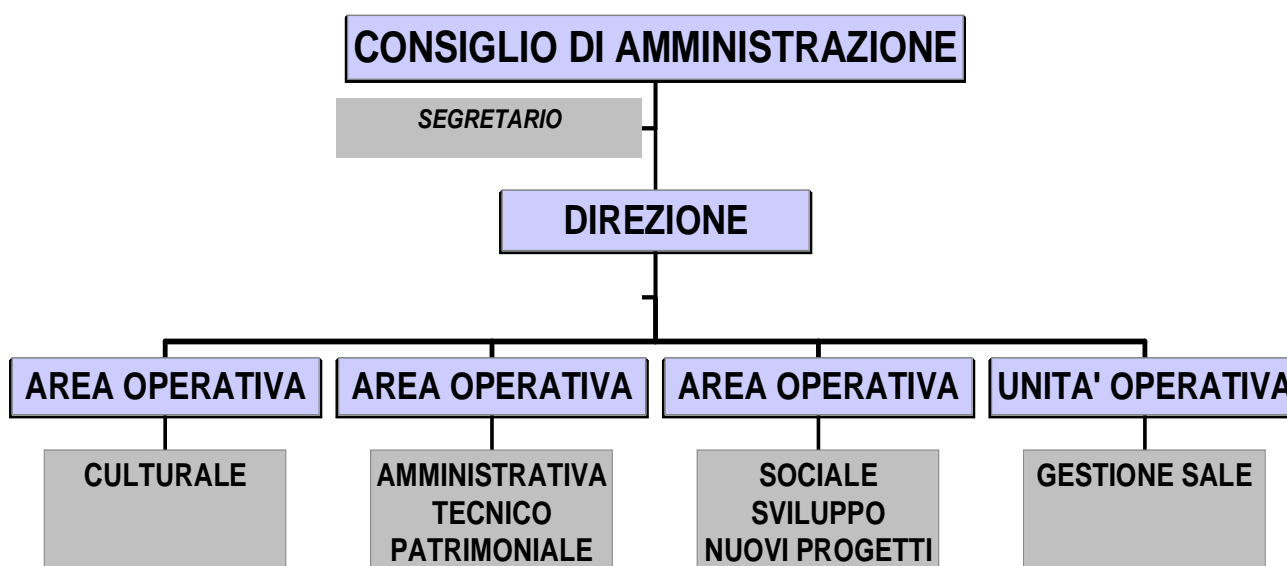 CONSIGLIO DI AMMINISTRAZIONE
SEGRETARIO
DIREZIONE
AREA OPERATIVA
AREA OPERATIVA
AREA OPERATIVA
UNITA' OPERATIVA
CULTURALE
AMMINISTRATIVA
TECNICO
PATRIMONIALE
SOCIALE
SVILUPPO
NUOVI PROGETTI
GESTIONE SALE